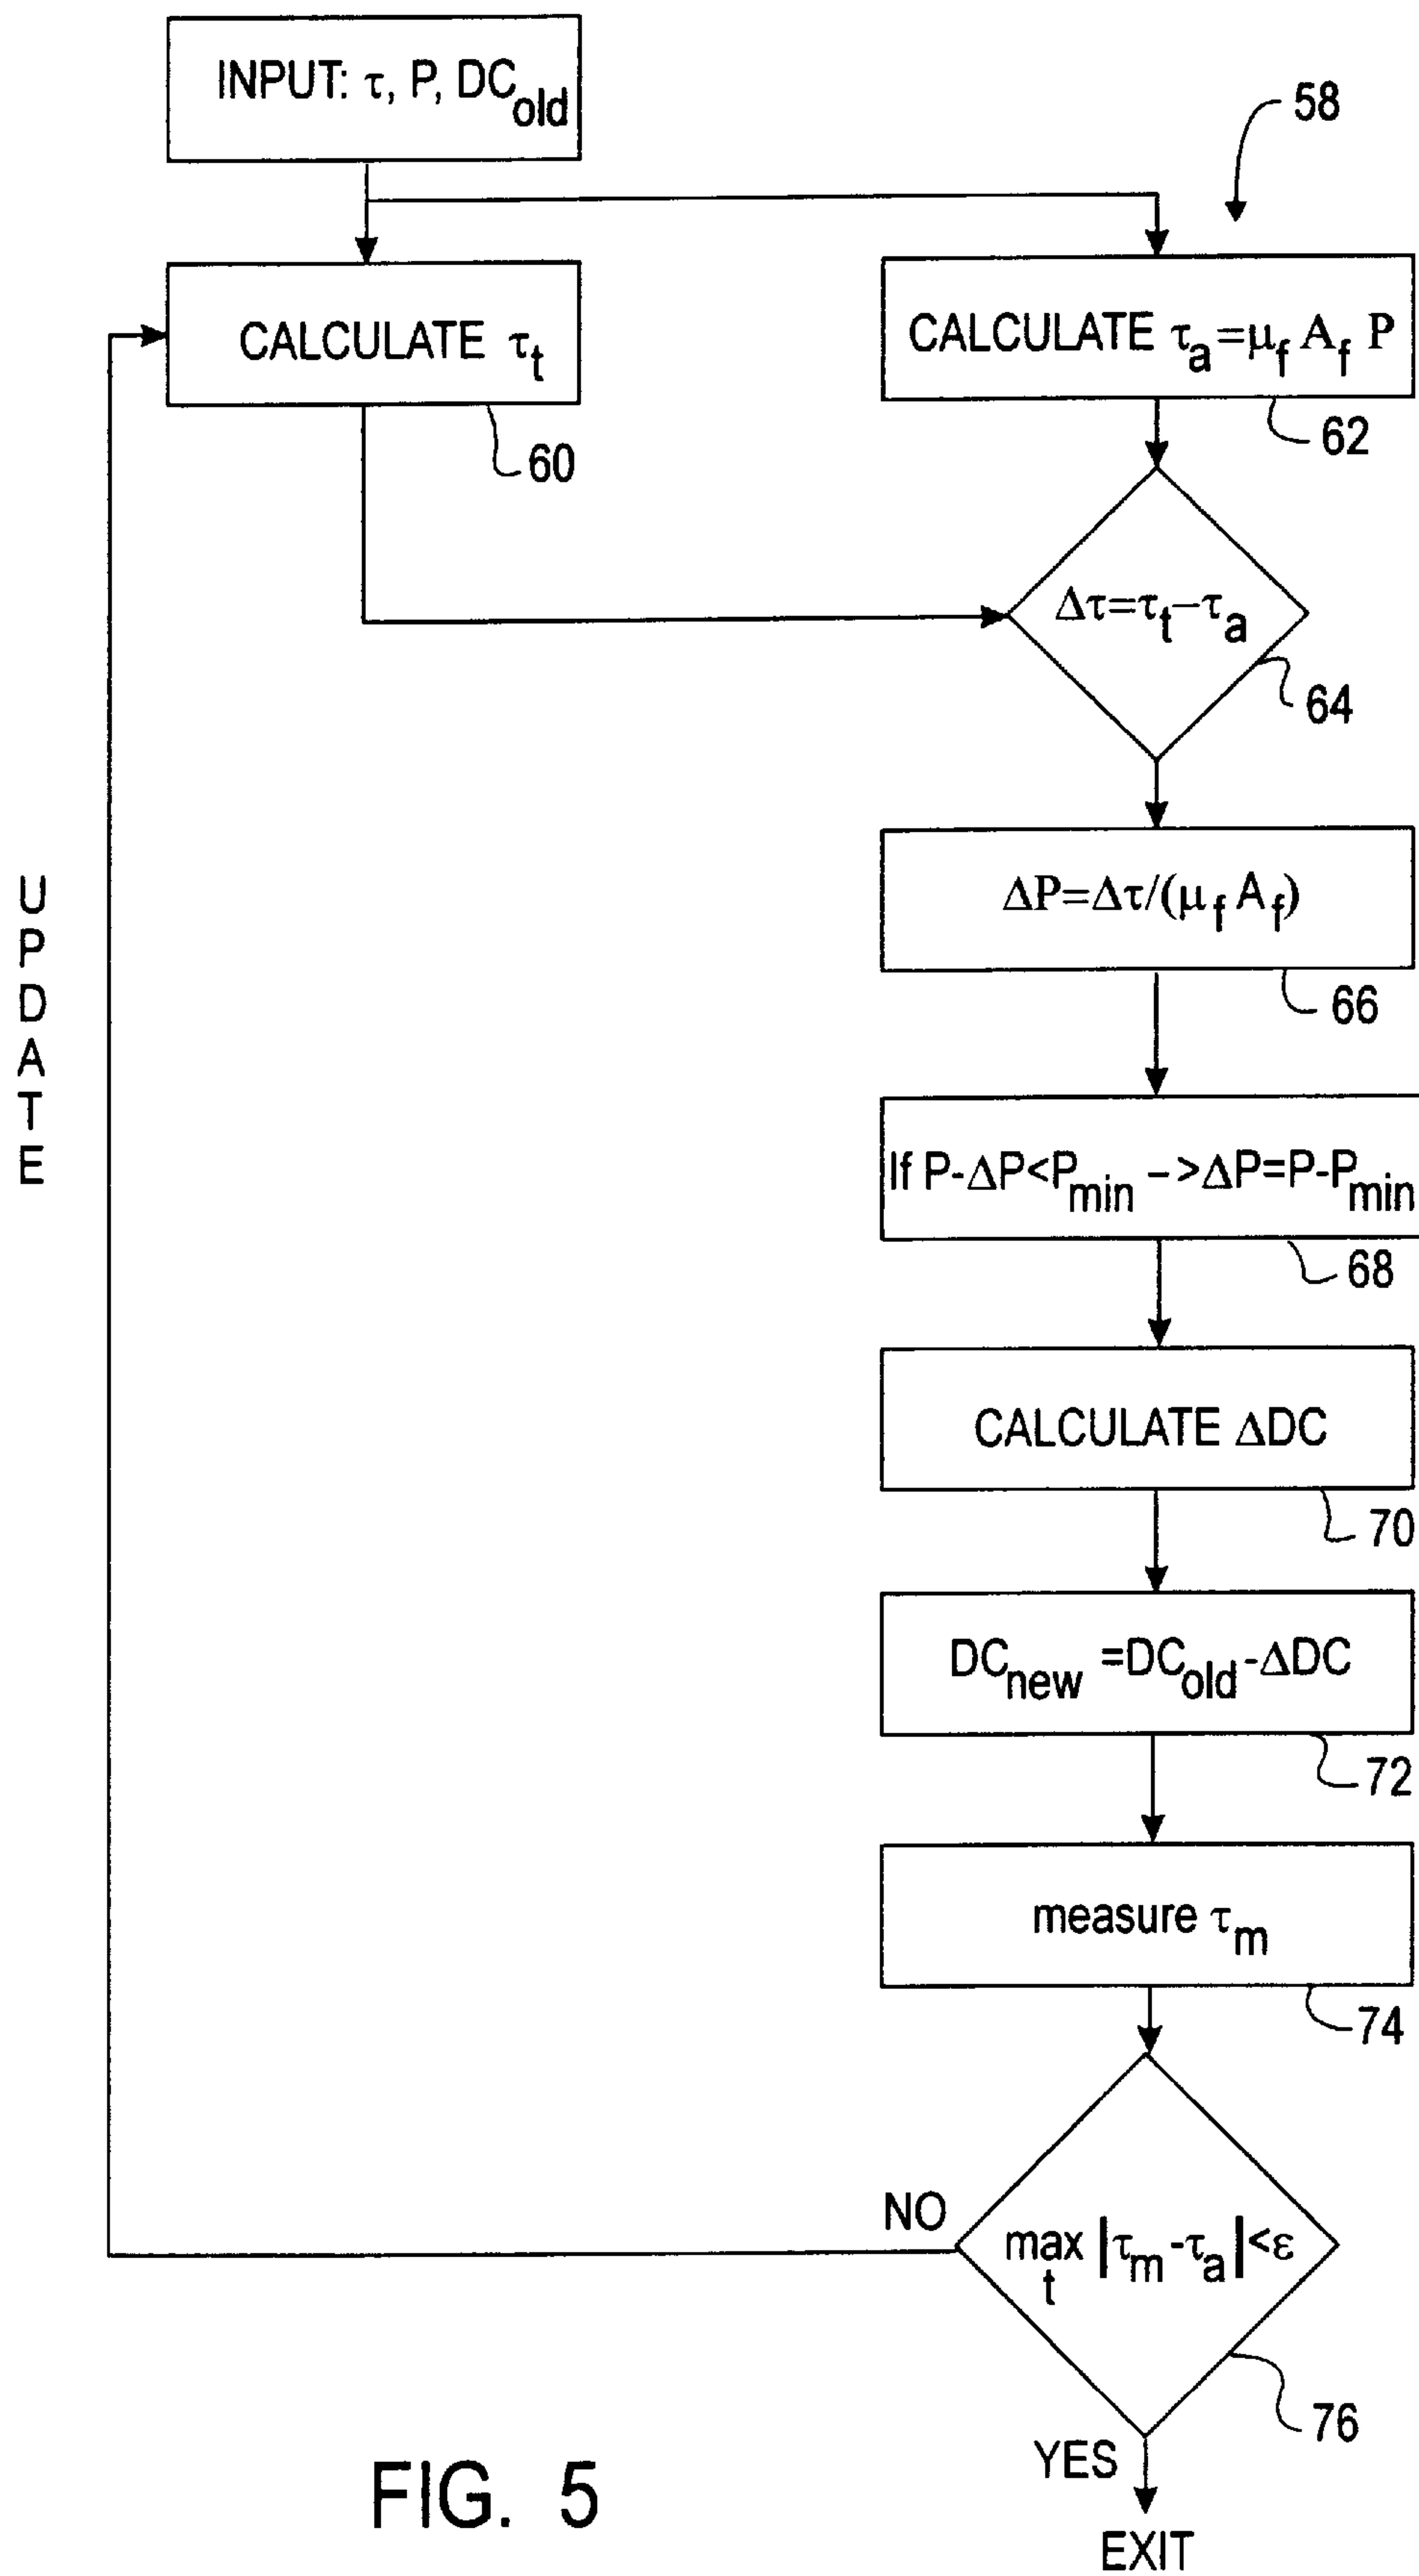 INPUT: τ, P, DC_old
58
CALCULATE τ_t
60
CALCULATE τ_a=μ_f A_f P
62
Δτ=τ_t−τ_a
64
ΔP=Δτ/(μ_f A_f)
66
If P-ΔP<P_min −>ΔP=P-P_min
68
CALCULATE ΔDC
70
DC_new =DC_old-ΔDC
72
measure τ_m
74
max_t |τ_m-τ_a|<ε
76
NO
YES
EXIT
UPDATE
FIG. 5